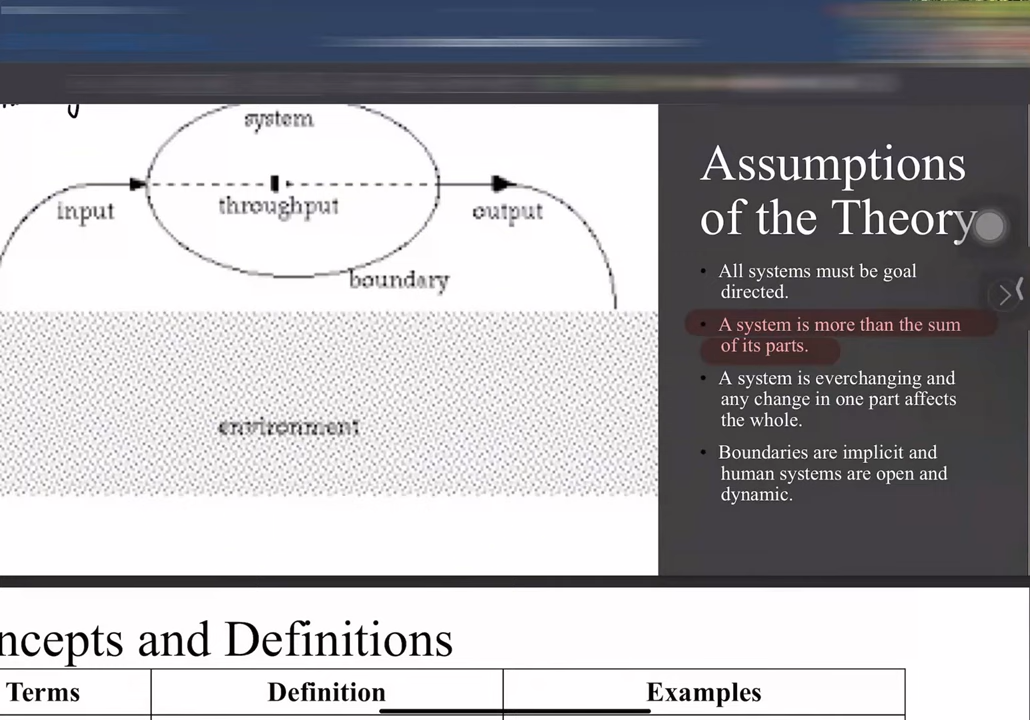 system
input
throughput
output
boundary
environment
Assumptions
of the Theory
• All systems must be goal
directed.
• A system is more than the sum
of its parts.
• A system is everchanging and
any change in one part affects
the whole.
• Boundaries are implicit and
human systems are open and
dynamic.
ncepts and Definitions
Terms
Definition
Examples